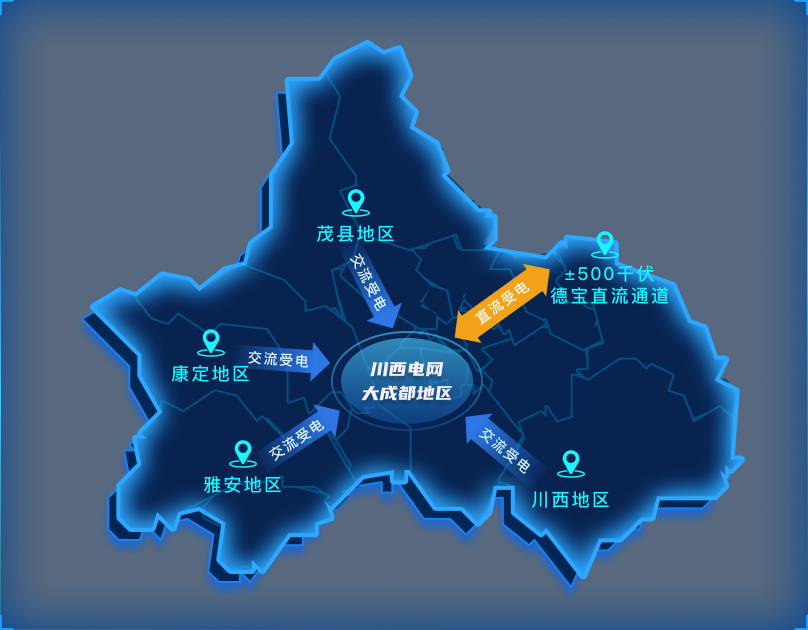 茂县地区
交流受电
±500千伏
德宝直流通道
直流受电
康定地区
交流受电
川西电网
大成都地区
交流受电
雅安地区
交流受电
川西地区